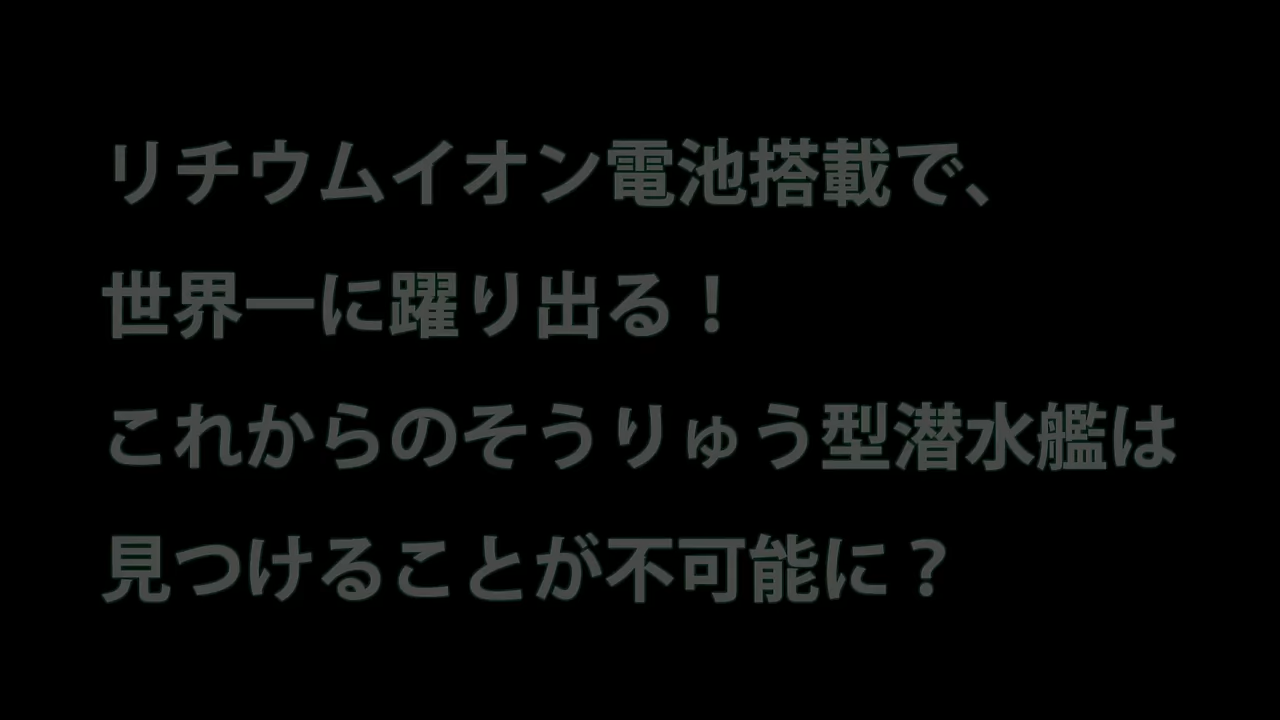 リチウムイオン電池搭載で、
世界一に躍り出る！
これからのそうりゅう型潜水艦は
見つけることが不可能に？